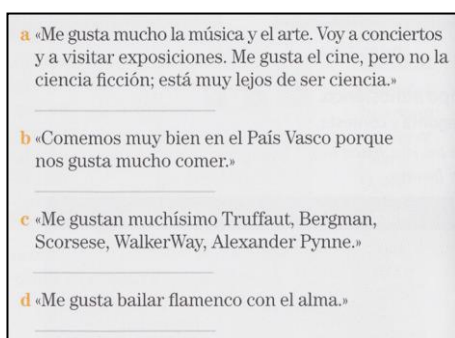 a «Me gusta mucho la música y el arte. Voy a conciertos
y a visitar exposiciones. Me gusta el cine, pero no la
ciencia ficción; está muy lejos de ser ciencia.»
b «Comemos muy bien en el País Vasco porque
nos gusta mucho comer.»
c «Me gustan muchísimo Truffaut, Bergman,
Scorsese, WalkerWay, Alexander Pynne.»
d «Me gusta bailar flamenco con el alma.»